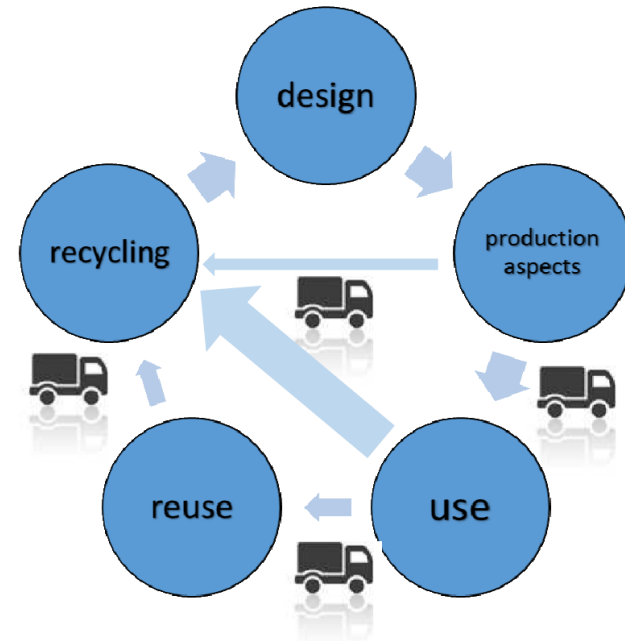 design
recycling
production
aspects
reuse
use